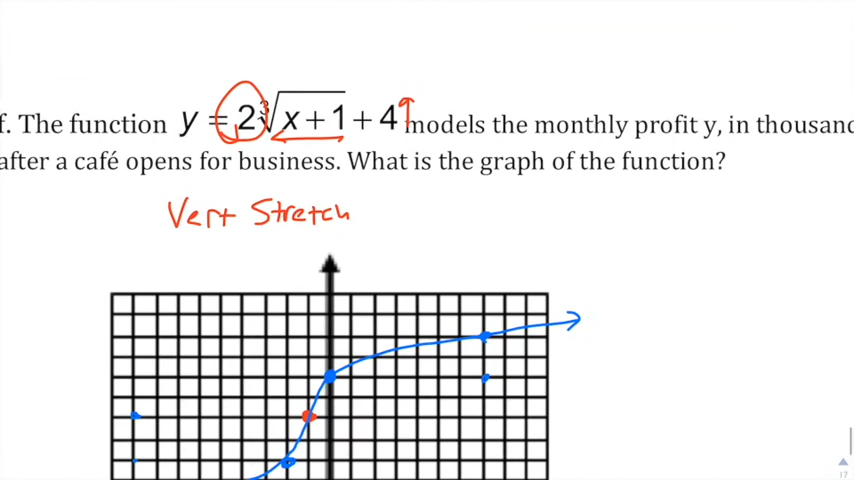 f. The function y = 2∛(x + 1) + 4 models the monthly profit y, in thousand
after a café opens for business. What is the graph of the function?
Vert Stretch
17